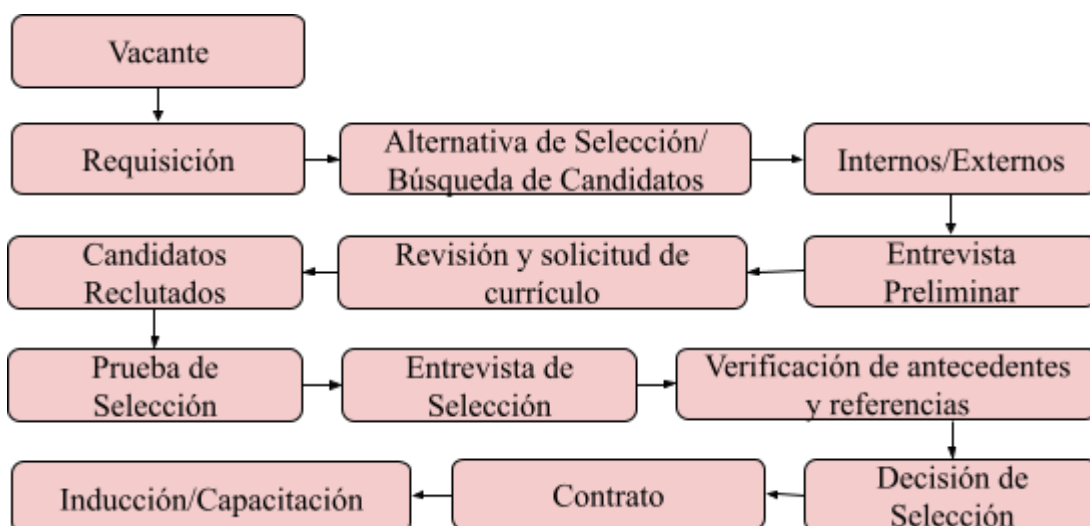 Vacante
Requisición
Alternativa de Selección/
Búsqueda de Candidatos
Internos/Externos
Entrevista
Preliminar
Revisión y solicitud de
currículo
Candidatos
Reclutados
Prueba de
Selección
Entrevista de
Selección
Verificación de antecedentes
y referencias
Decisión de
Selección
Contrato
Inducción/Capacitación